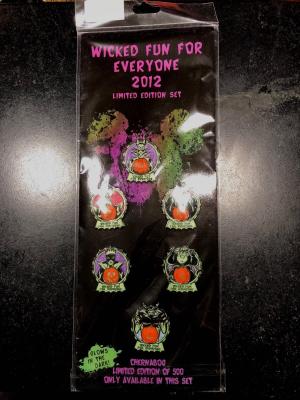 WICKED FUN FOR
EVERYONE
2012
LIMITED EDITION SET
GLOWS
IN THE
DARK!
CHERNABOG
LIMITED EDITION OF 500
ONLY AVAILABLE IN THIS SET